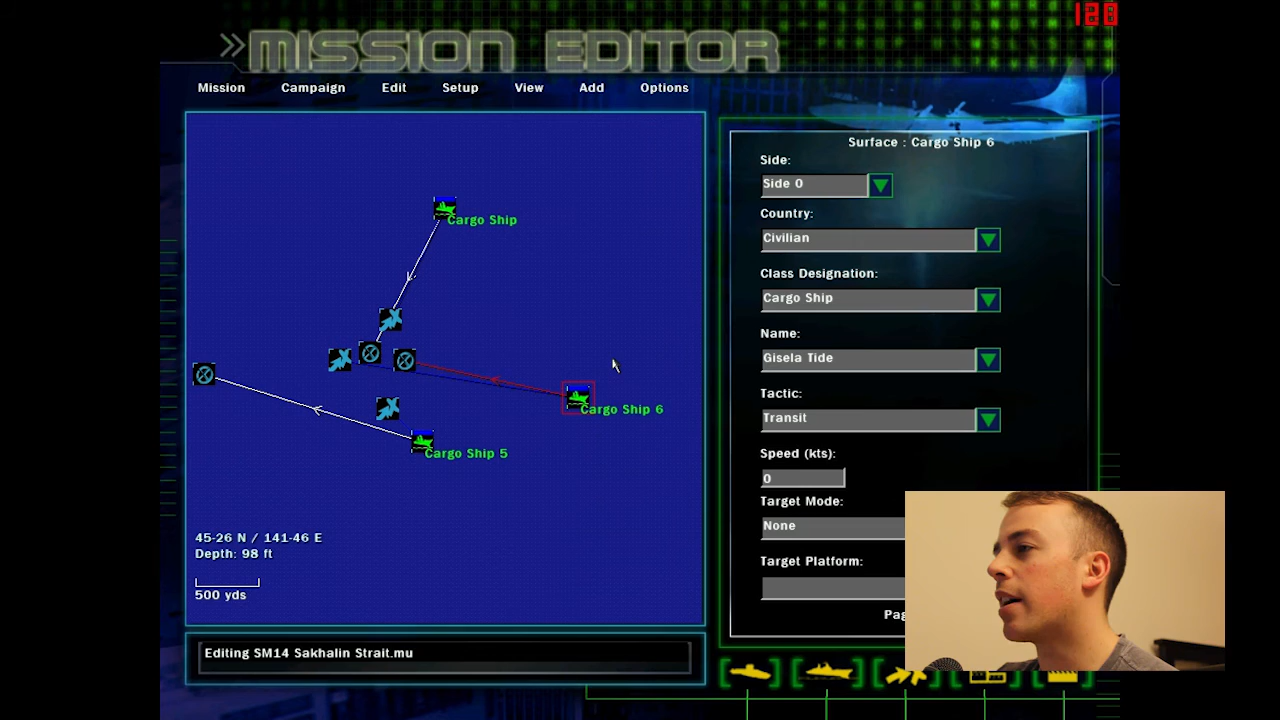 120
MISSION EDITOR
Mission Campaign Edit Setup View Add Options
Surface : Cargo Ship 6
Side:
Side 0
Country:
Civilian
Class Designation:
Cargo Ship
Name:
Gisela Tide
Tactic:
Transit
Speed (kts):
0
Target Mode:
None
Target Platform:
Cargo Ship
Cargo Ship 6
Cargo Ship 5
45-26 N / 141-46 E
Depth: 98 ft
500 yds
Editing SM14 Sakhalin Strait.mu